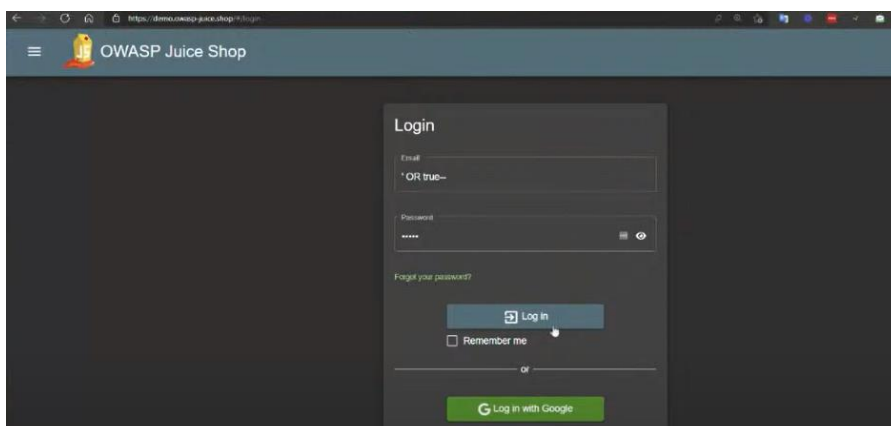 https://demo.owasp-juice.shop/#/login
OWASP Juice Shop
Login
Email
' OR true--
Password
•••••
Forgot your password?
Log in
Remember me
or
Log in with Google